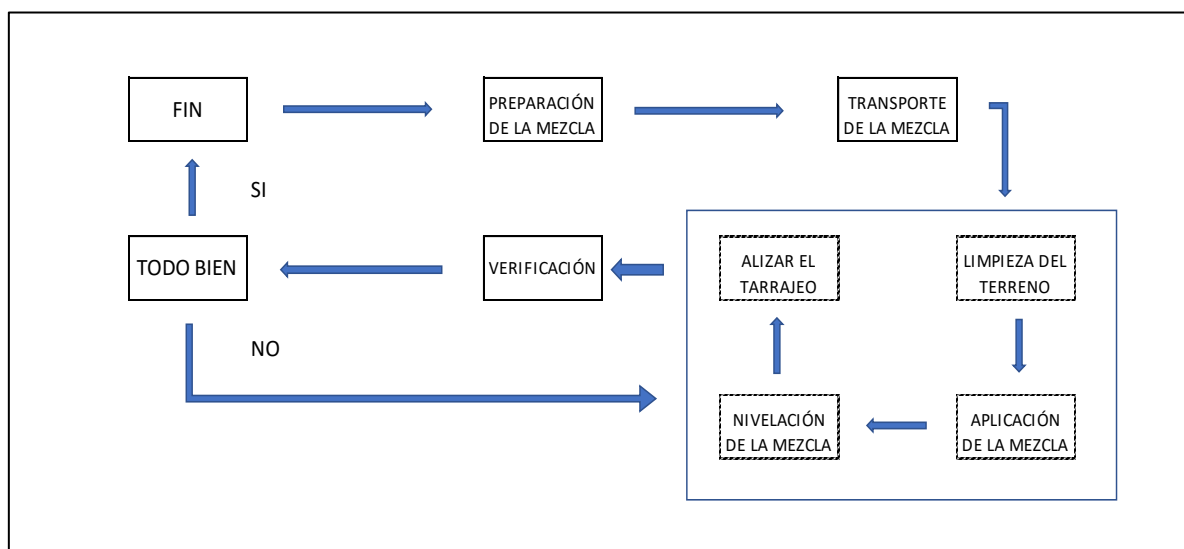 FIN
PREPARACIÓN
DE LA MEZCLA
TRANSPORTE
DE LA MEZCLA
SI
TODO BIEN
VERIFICACIÓN
ALIZAR EL
TARRAJEO
LIMPIEZA DEL
TERRENO
NO
NIVELACIÓN
DE LA MEZCLA
APLICACIÓN
DE LA MEZCLA